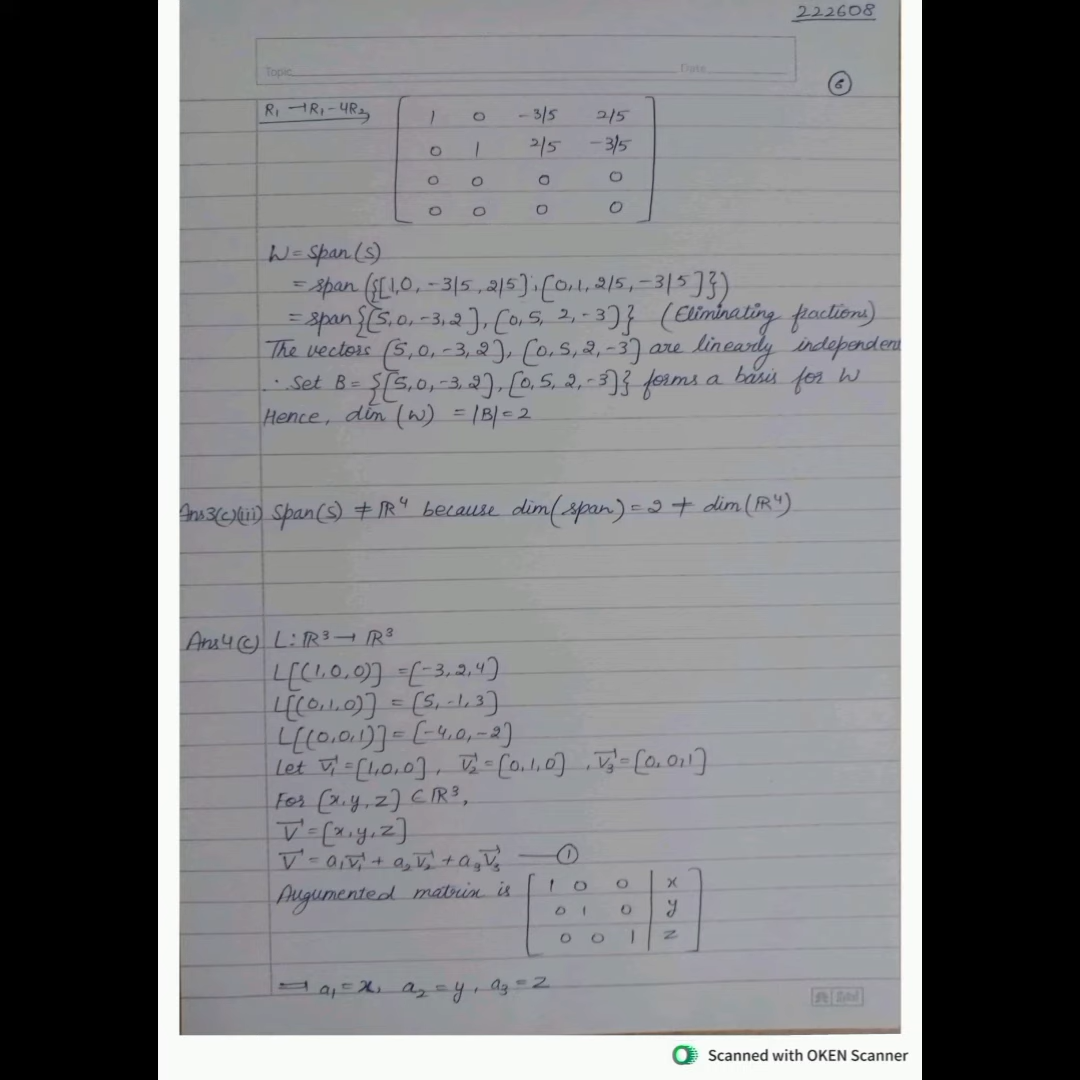 222608
Topic Date
6
R₁ → R₁ - 4R₂ [ 1 0 -3/5 2/5
0 1 2/5 -3/5
0 0 0 0
0 0 0 0 ]
W = Span(S)
= span ({[1,0, -3/5, 2/5], [0,1, 2/5, -3/5]})
= span {[5,0,-3,2], [0,5, 2,-3]} (Eliminating fractions)
The vectors [5,0,-3,2], [0,5,2,-3] are linearly independen
∴ Set B = {[5,0,-3,2], [0,5,2,-3]} forms a basis for W
Hence, dim (W) = |B| = 2
Ans3(c)(iii) Span(S) ≠ ℝ⁴ because dim(span) = 2 ≠ dim(ℝ⁴)
Ans4(c) L: ℝ³ → ℝ³
L[(1,0,0)] = [-3,2,4]
L[(0,1,0)] = [5,-1,3]
L[(0,0,1)] = [-4,0,-2]
Let v₁ = [1,0,0], v₂ = [0,1,0], v₃ = [0,0,1]
For [x,y,z] ⊂ ℝ³,
V = [x,y,z]
V = a₁v₁ + a₂v₂ + a₃v₃ — ①
Augumented matrix is [ 1 0 0 | x
0 1 0 | y
0 0 1 | z ]
⇒ a₁ = x, a₂ = y, a₃ = z
Scanned with OKEN Scanner